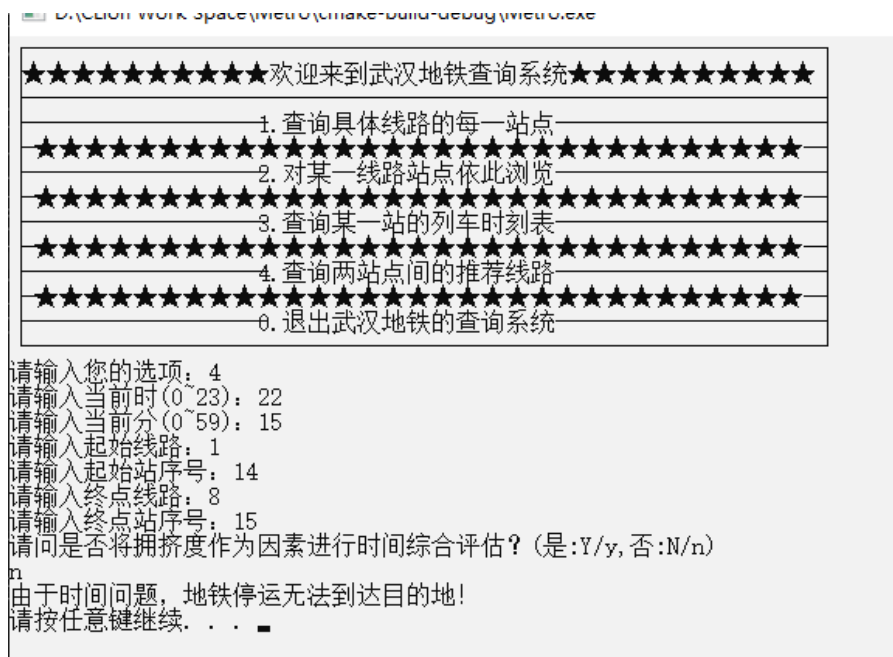 D:\CLion Work Space\Metro\cmake-build-debug\Metro.exe
★★★★★★★★★★欢迎来到武汉地铁查询系统★★★★★★★★★★
1.查询具体线路的每一站点
★★★★★★★★★★★★★★★★★★★★★★★★★★★★★★★
2.对某一线路站点依此浏览
★★★★★★★★★★★★★★★★★★★★★★★★★★★★★★★
3.查询某一站的列车时刻表
★★★★★★★★★★★★★★★★★★★★★★★★★★★★★★★
4.查询两站点间的推荐线路
★★★★★★★★★★★★★★★★★★★★★★★★★★★★★★★
0.退出武汉地铁的查询系统
请输入您的选项：4
请输入当前时(0~23)：22
请输入当前分(0~59)：15
请输入起始线路：1
请输入起始站序号：14
请输入终点线路：8
请输入终点站序号：15
请问是否将拥挤度作为因素进行时间综合评估？(是:Y/y,否:N/n)
n
由于时间问题，地铁停运无法到达目的地!
请按任意键继续. . .